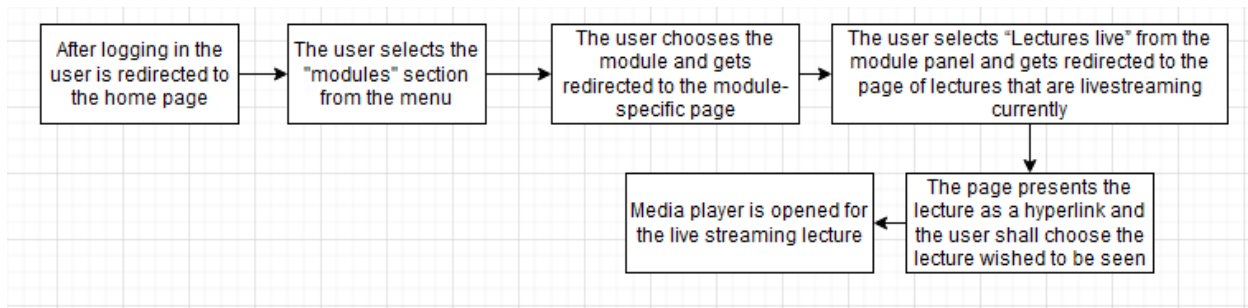 After logging in the
user is redirected to
the home page
The user selects the
"modules" section
from the menu
The user chooses the
module and gets
redirected to the module-
specific page
The user selects “Lectures live” from the
module panel and gets redirected to the
page of lectures that are livestreaming
currently
The page presents the
lecture as a hyperlink and
the user shall choose the
lecture wished to be seen
Media player is opened for
the live streaming lecture